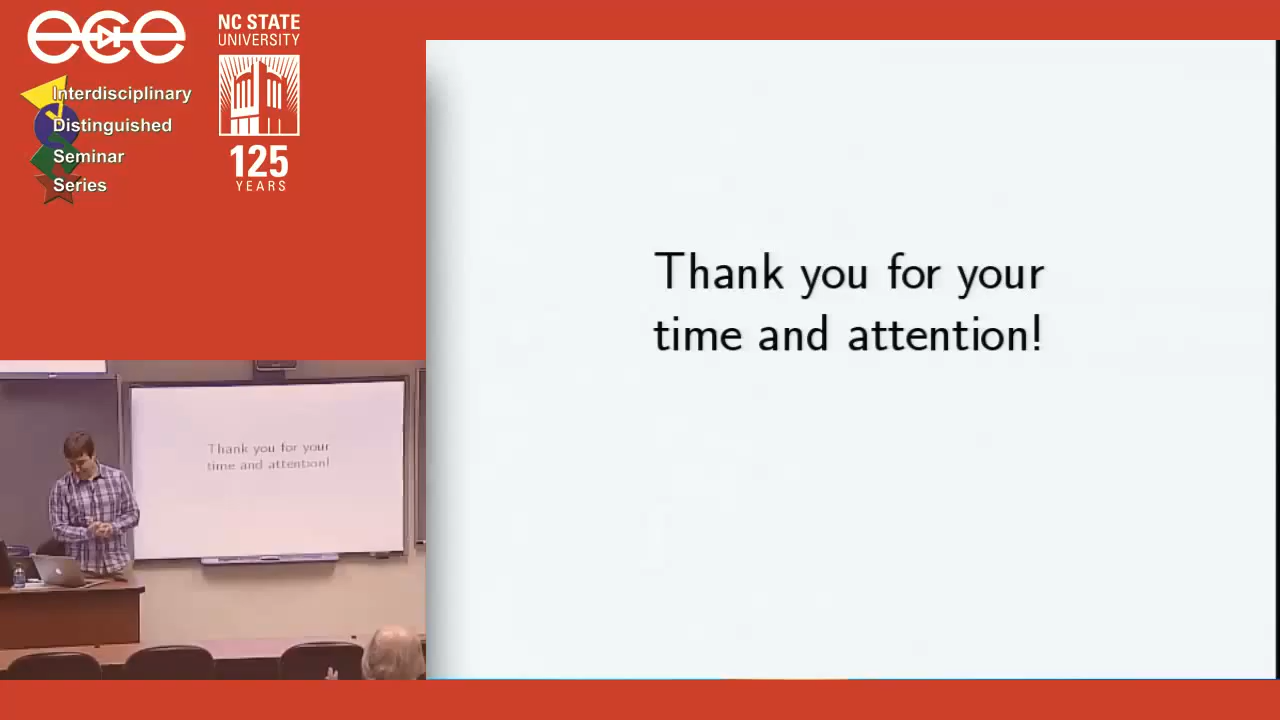 ece
NC STATE
UNIVERSITY
Interdisciplinary
Distinguished
Seminar
Series
125
YEARS
Thank you for your
time and attention!
Thank you for your
time and attention!